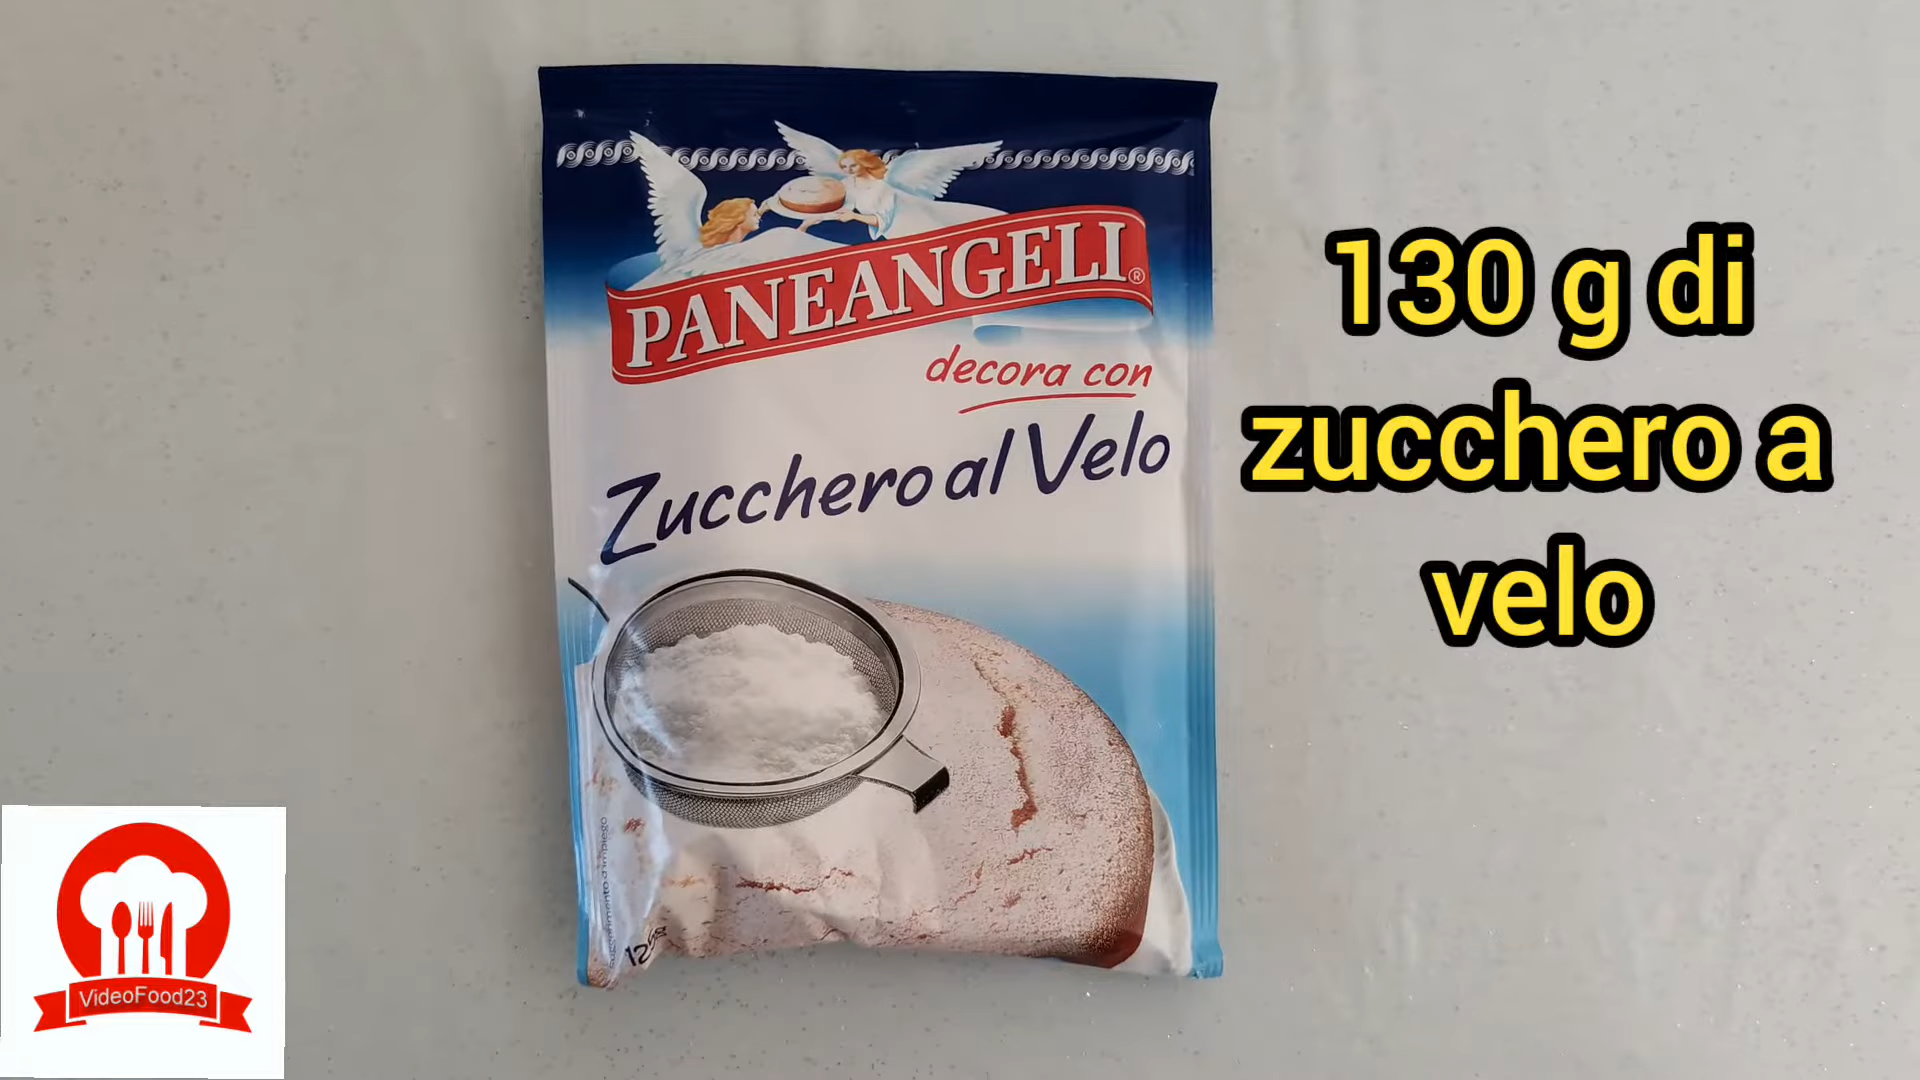 PANEANGELI®
decora con
Zucchero al Velo
130 g di
zucchero a
velo
VideoFood23